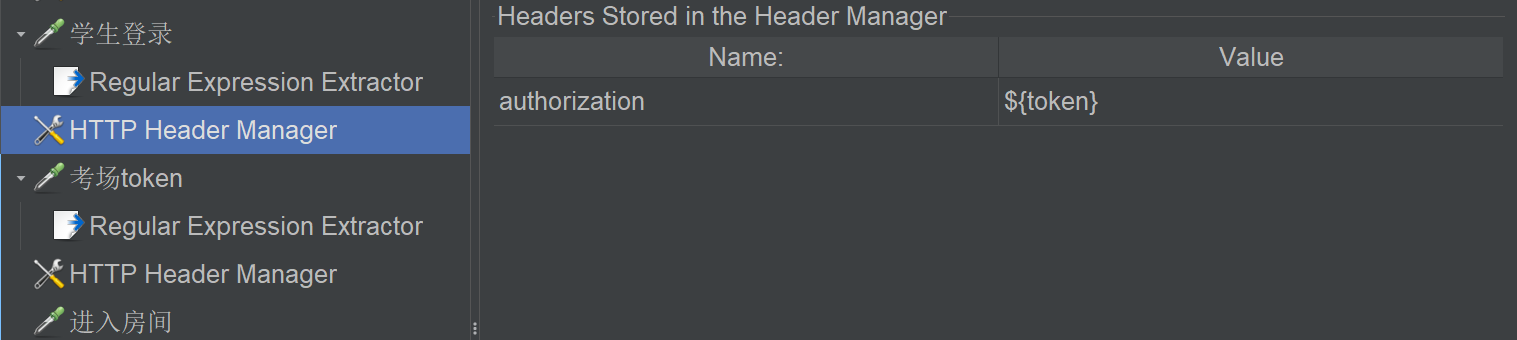 学生登录
Regular Expression Extractor
HTTP Header Manager
考场token
Regular Expression Extractor
HTTP Header Manager
进入房间
Headers Stored in the Header Manager
Name: Value
authorization ${token}